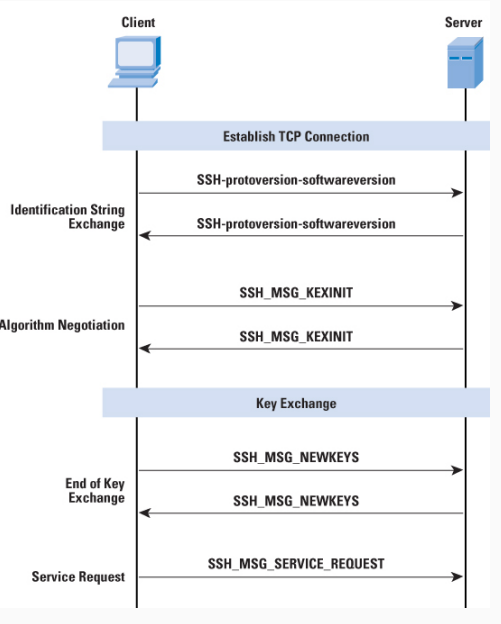 Client
Server
Establish TCP Connection
SSH-protoversion-softwareversion
Identification String
Exchange
SSH-protoversion-softwareversion
SSH_MSG_KEXINIT
Algorithm Negotiation
SSH_MSG_KEXINIT
Key Exchange
SSH_MSG_NEWKEYS
End of Key
Exchange
SSH_MSG_NEWKEYS
SSH_MSG_SERVICE_REQUEST
Service Request